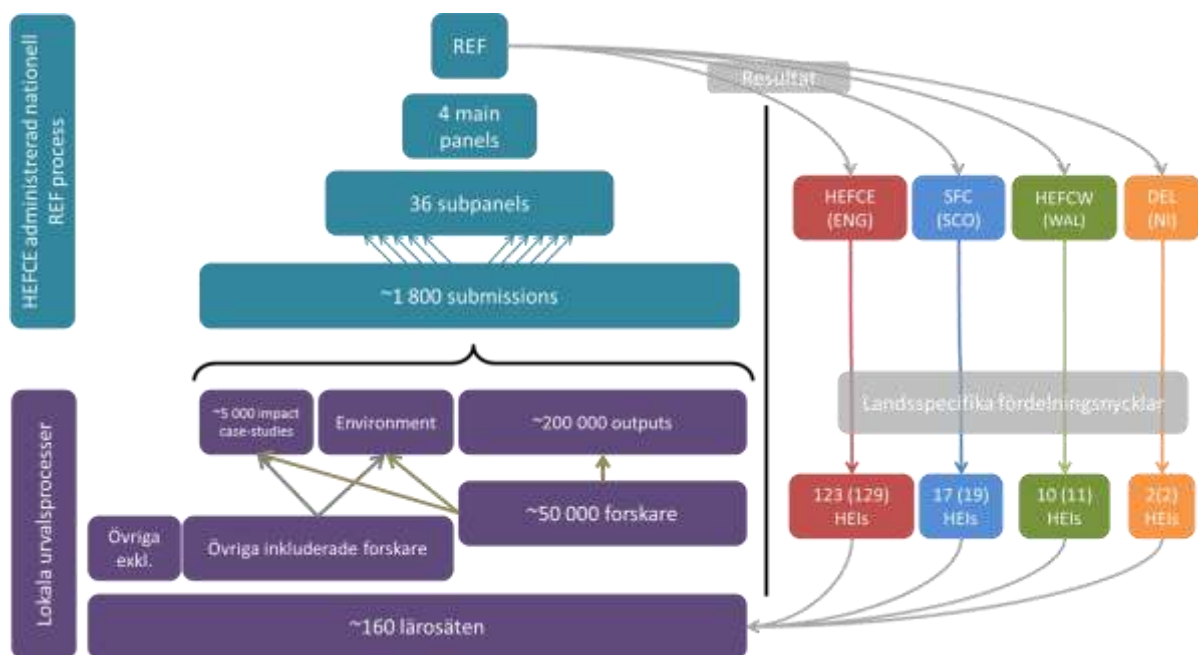 HEFCE administrerad nationell
REF process
REF
4 main
panels
36 subpanels
~1 800 submissions
Resultat
HEFCE
(ENG)
SFC
(SCO)
HEFCW
(WAL)
DEL
(NI)
Landsspecifika fördelningsnycklar
123 (129)
HEIs
17 (19)
HEIs
10 (11)
HEIs
2(2)
HEIs
Lokala urvalsprocesser
~5 000 impact
case-studies
Environment
~200 000 outputs
~50 000 forskare
Övriga
exkl.
Övriga inkluderade forskare
~160 lärosäten